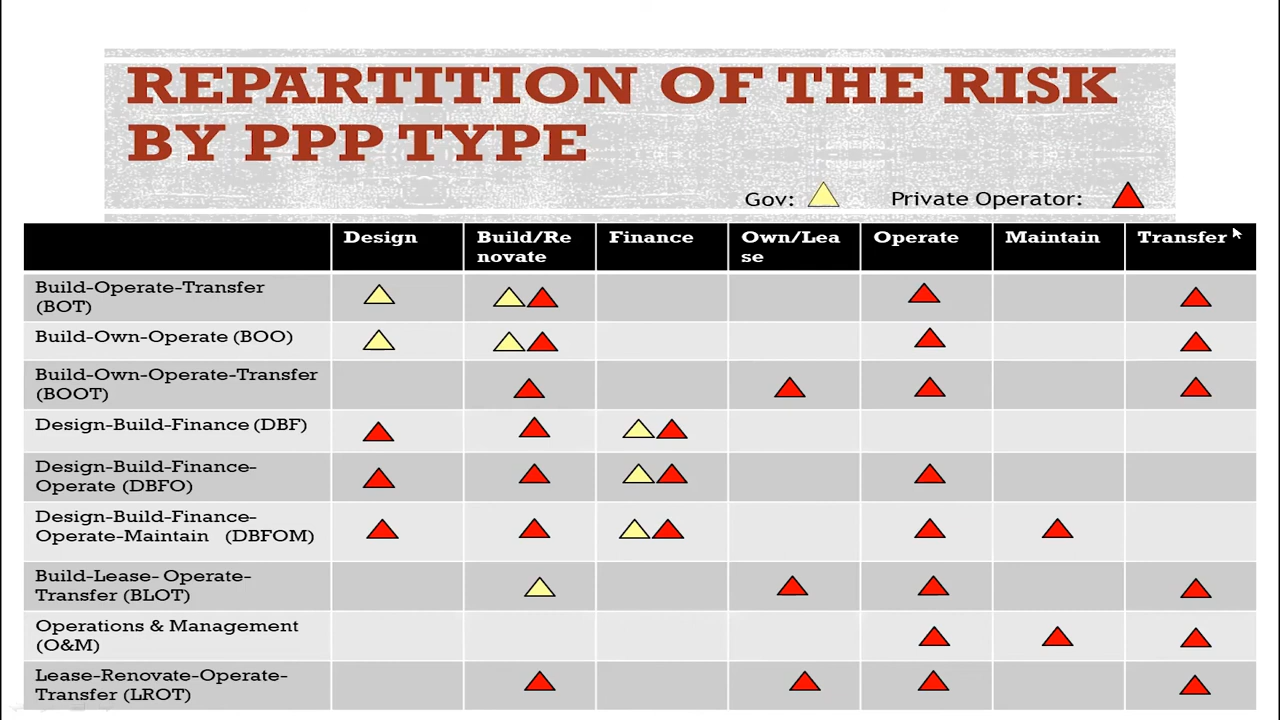 REPARTITION OF THE RISK
BY PPP TYPE
Gov: Private Operator:
Design Build/Re Finance Own/Lea Operate Maintain Transfer
novate se
Build-Operate-Transfer
(BOT)
Build-Own-Operate (BOO)
Build-Own-Operate-Transfer
(BOOT)
Design-Build-Finance (DBF)
Design-Build-Finance-
Operate (DBFO)
Design-Build-Finance-
Operate-Maintain (DBFOM)
Build-Lease- Operate-
Transfer (BLOT)
Operations & Management
(O&M)
Lease-Renovate-Operate-
Transfer (LROT)